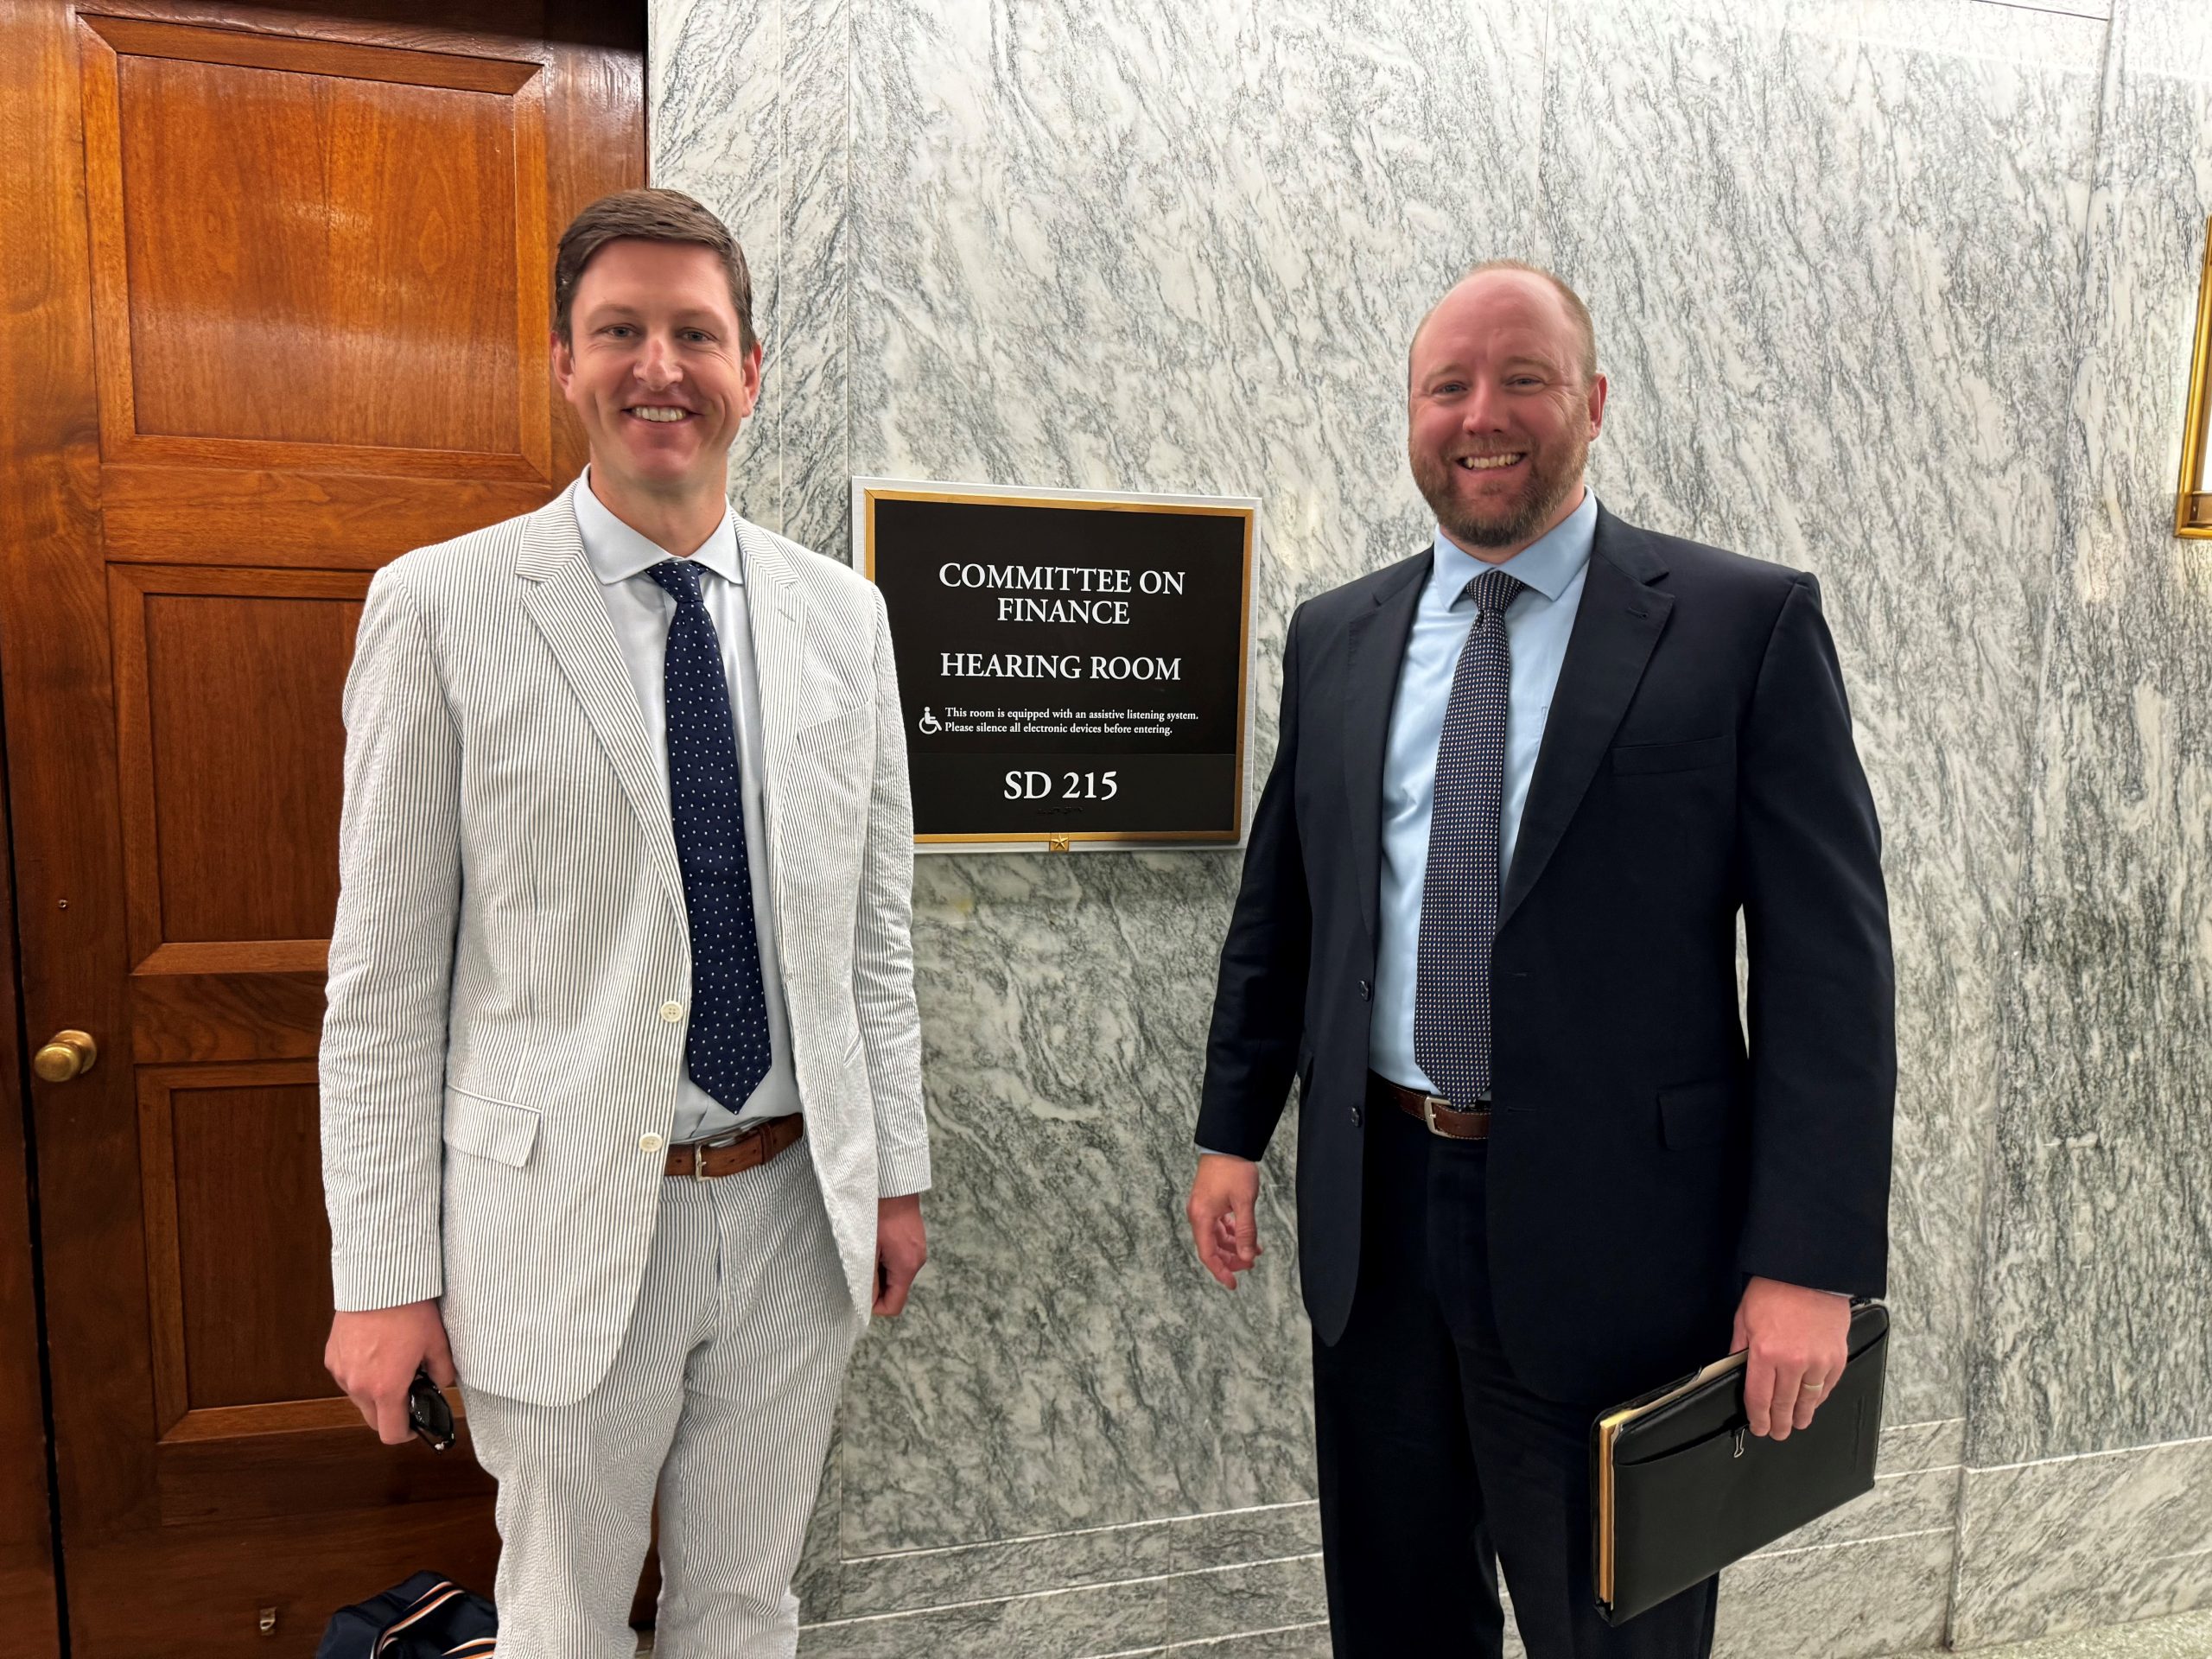 COMMITTEE ON
FINANCE
HEARING ROOM
This room is equipped with an assistive listening system.
Please silence all electronic devices before entering.
SD 215